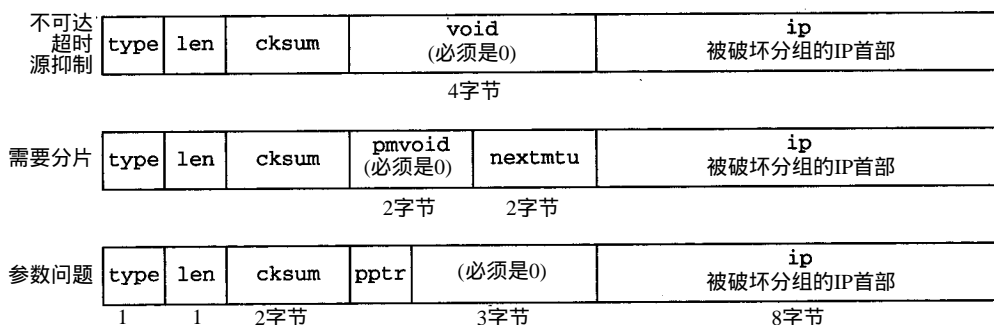 不可达
超时
源抑制
type len cksum void ip
(必须是0) 被破坏分组的IP首部
4字节
需要分片 type len cksum pmvoid nextmtu ip
(必须是0) 被破坏分组的IP首部
2字节 2字节
参数问题 type len cksum pptr (必须是0) ip
被破坏分组的IP首部
1 1 2字节 3字节 8字节